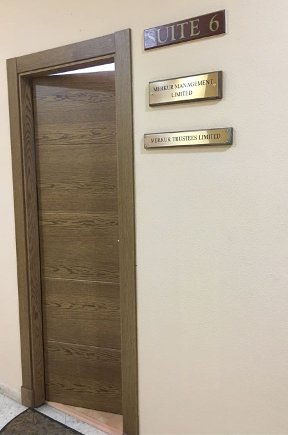 SUITE 6
MERKUR MANAGEMENT
LIMITED
MERKUR TRUSTEES LIMITED